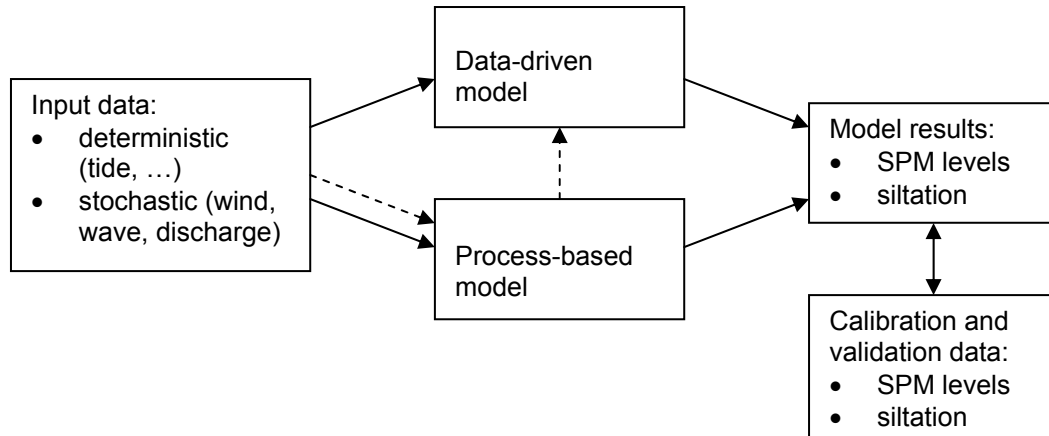 Input data:
• deterministic
(tide, …)
• stochastic (wind,
wave, discharge)
Data-driven
model
Process-based
model
Model results:
• SPM levels
• siltation
Calibration and
validation data:
• SPM levels
• siltation